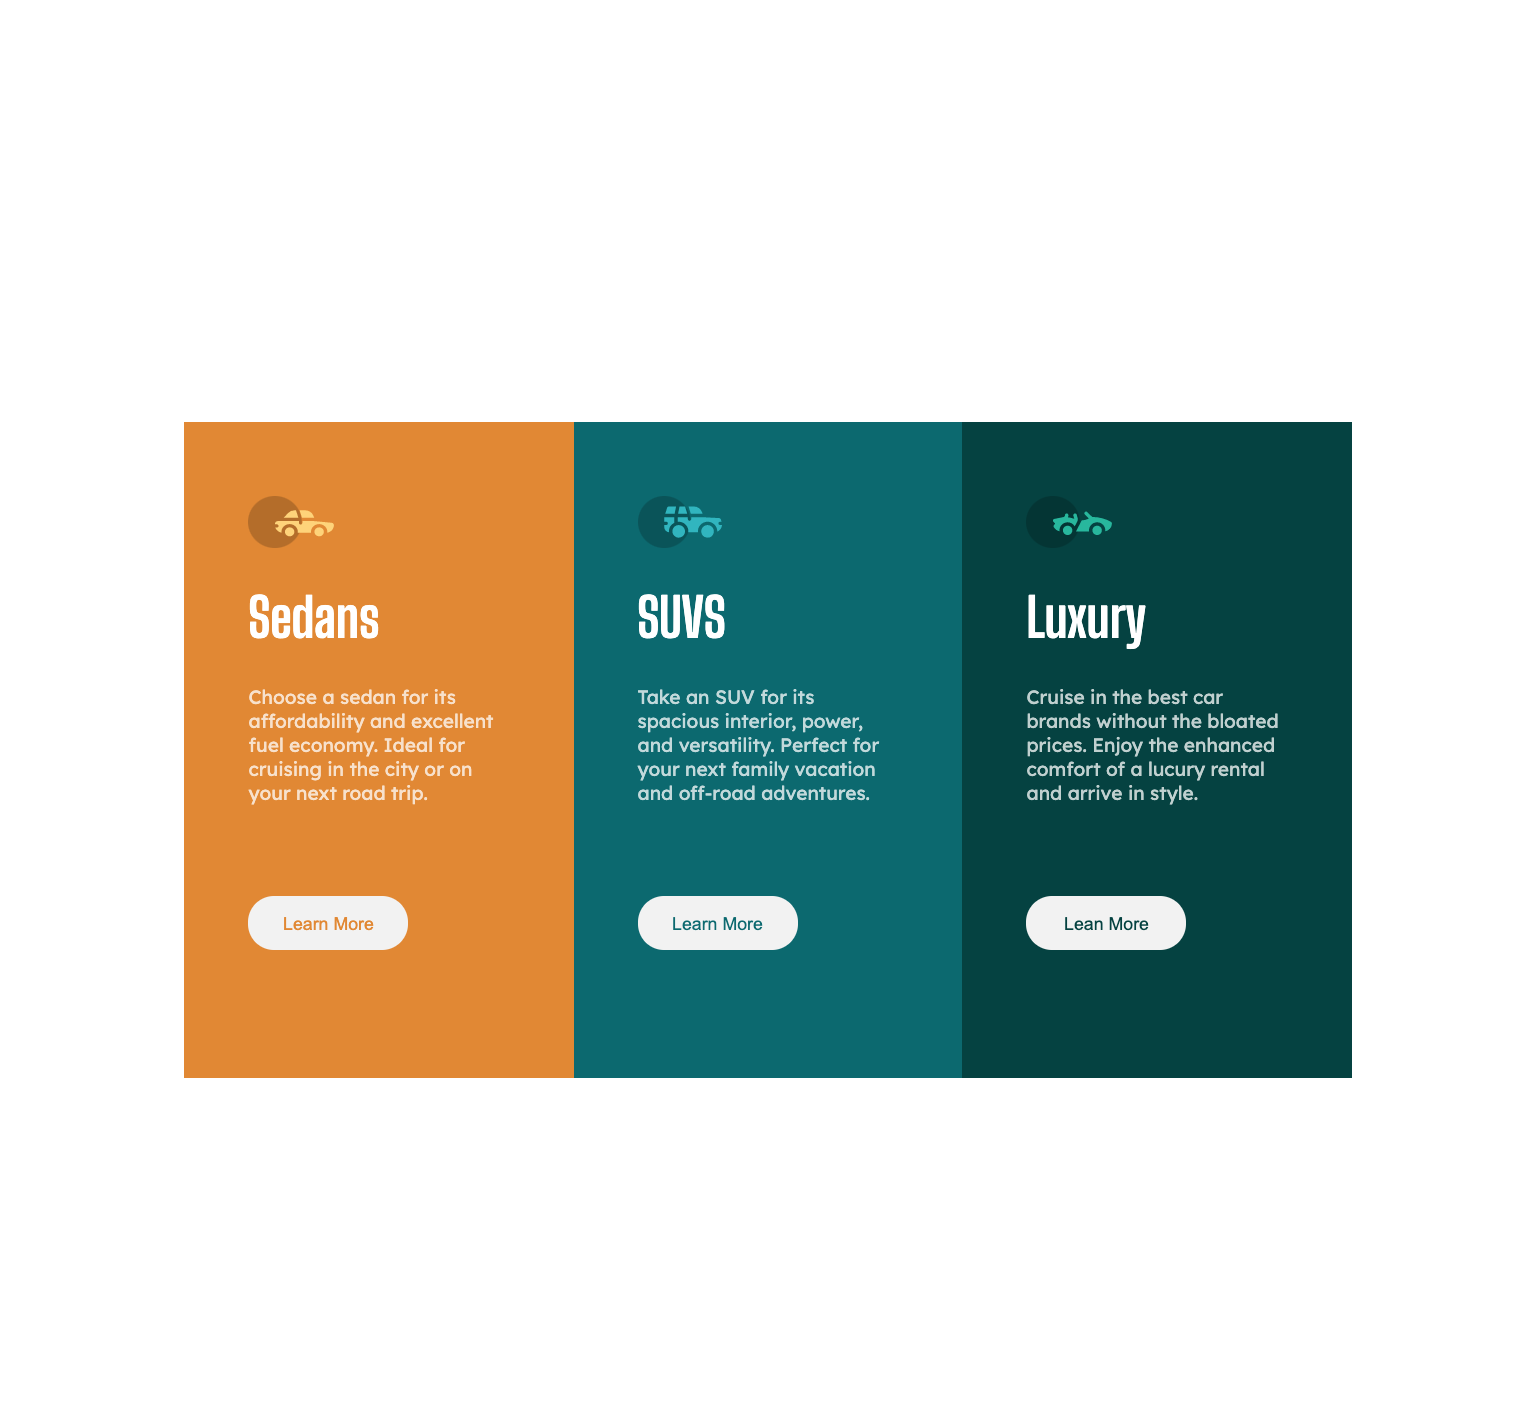 Sedans
Choose a sedan for its
affordability and excellent
fuel economy. Ideal for
cruising in the city or on
your next road trip.
Learn More
SUVS
Take an SUV for its
spacious interior, power,
and versatility. Perfect for
your next family vacation
and off-road adventures.
Learn More
Luxury
Cruise in the best car
brands without the bloated
prices. Enjoy the enhanced
comfort of a lucury rental
and arrive in style.
Lean More